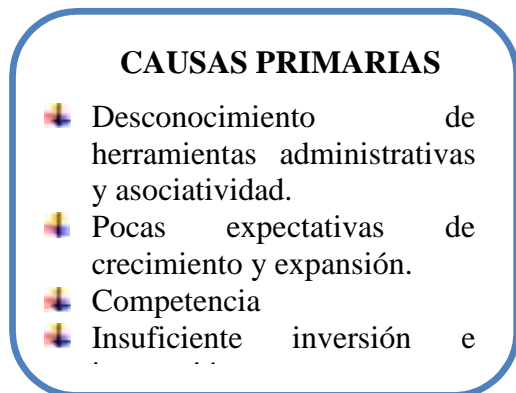 CAUSAS PRIMARIAS
Desconocimiento de
herramientas administrativas
y asociatividad.
Pocas expectativas de
crecimiento y expansión.
Competencia
Insuficiente inversión e